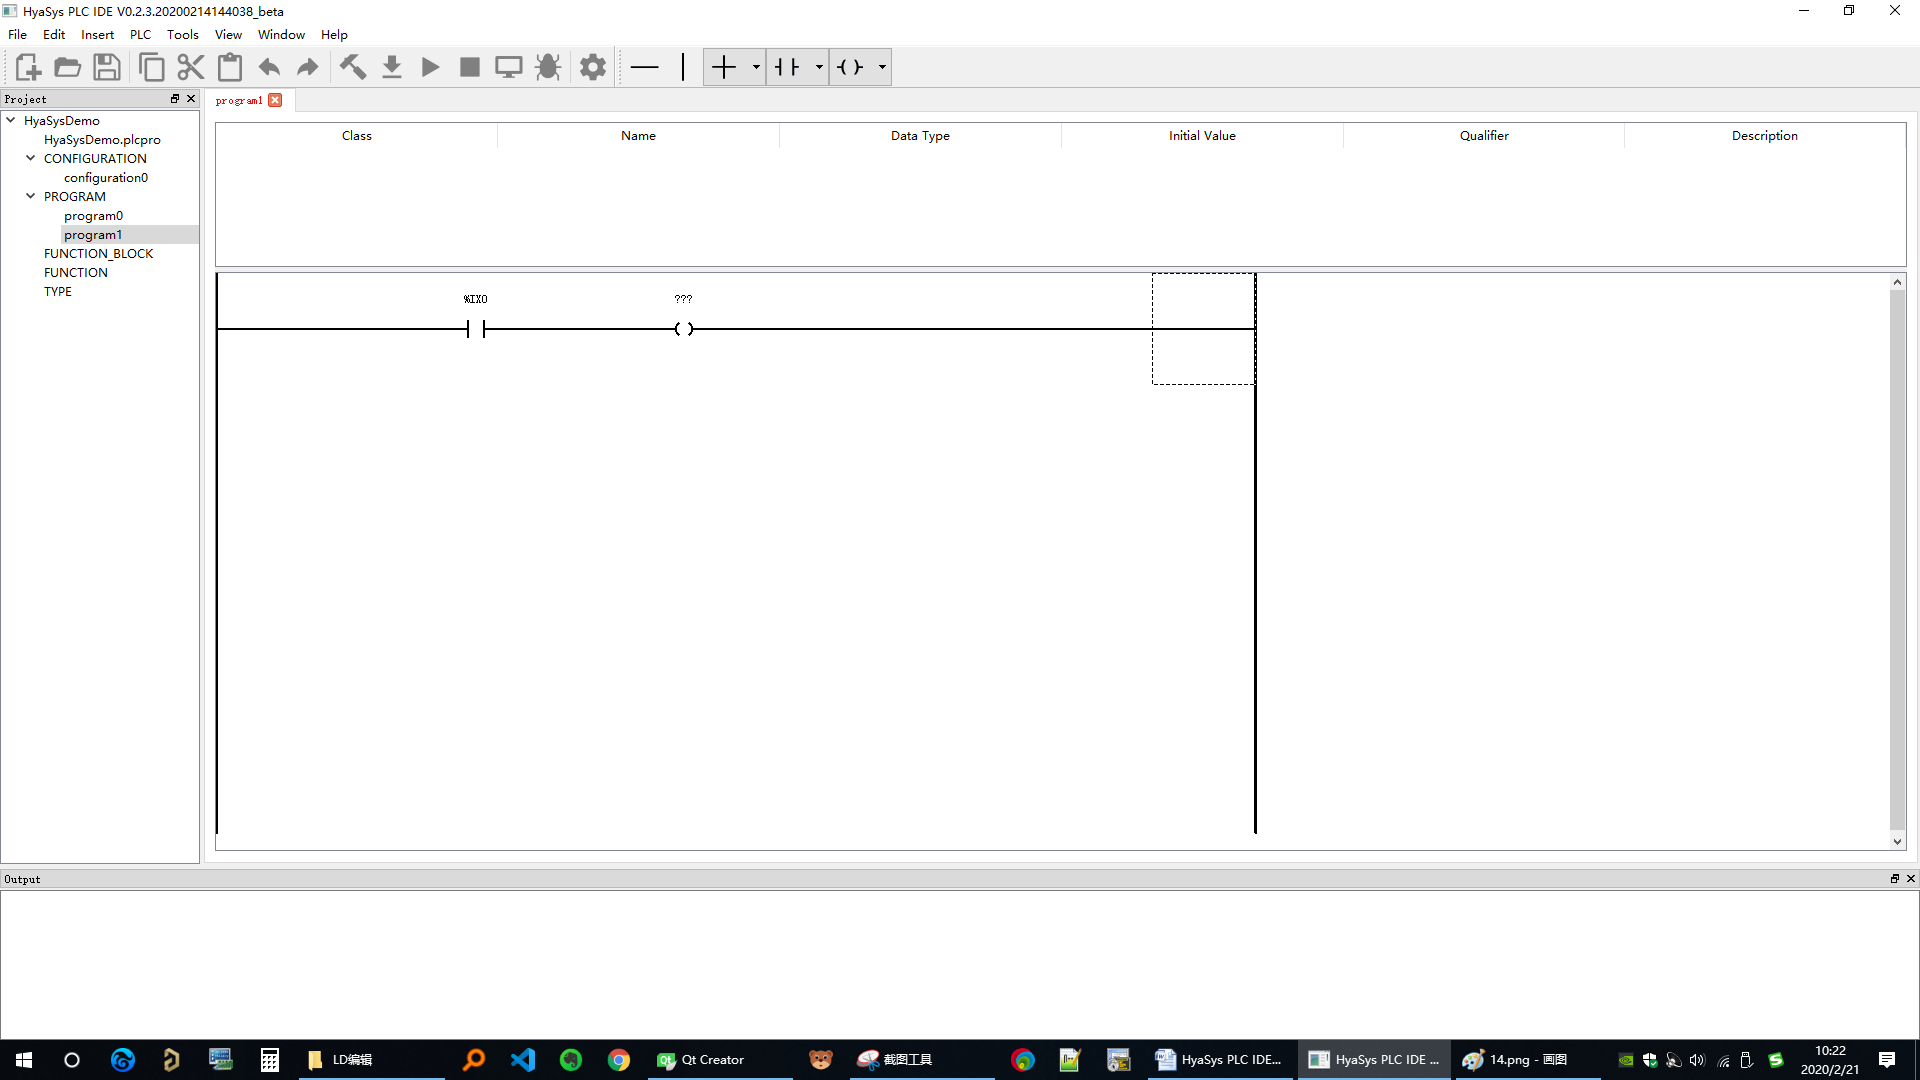 HyaSys PLC IDE V0.2.3.20200214144038_beta
File Edit Insert PLC Tools View Window Help
Project
HyaSysDemo
HyaSysDemo.plcpro
CONFIGURATION
configuration0
PROGRAM
program0
program1
FUNCTION_BLOCK
FUNCTION
TYPE
program1
Class Name Data Type Initial Value Qualifier Description
%IX0 ???
Output
LD编辑 Qt Creator 截图工具 HyaSys PLC IDE... HyaSys PLC IDE ... 14.png - 画图
10:22
2020/2/21